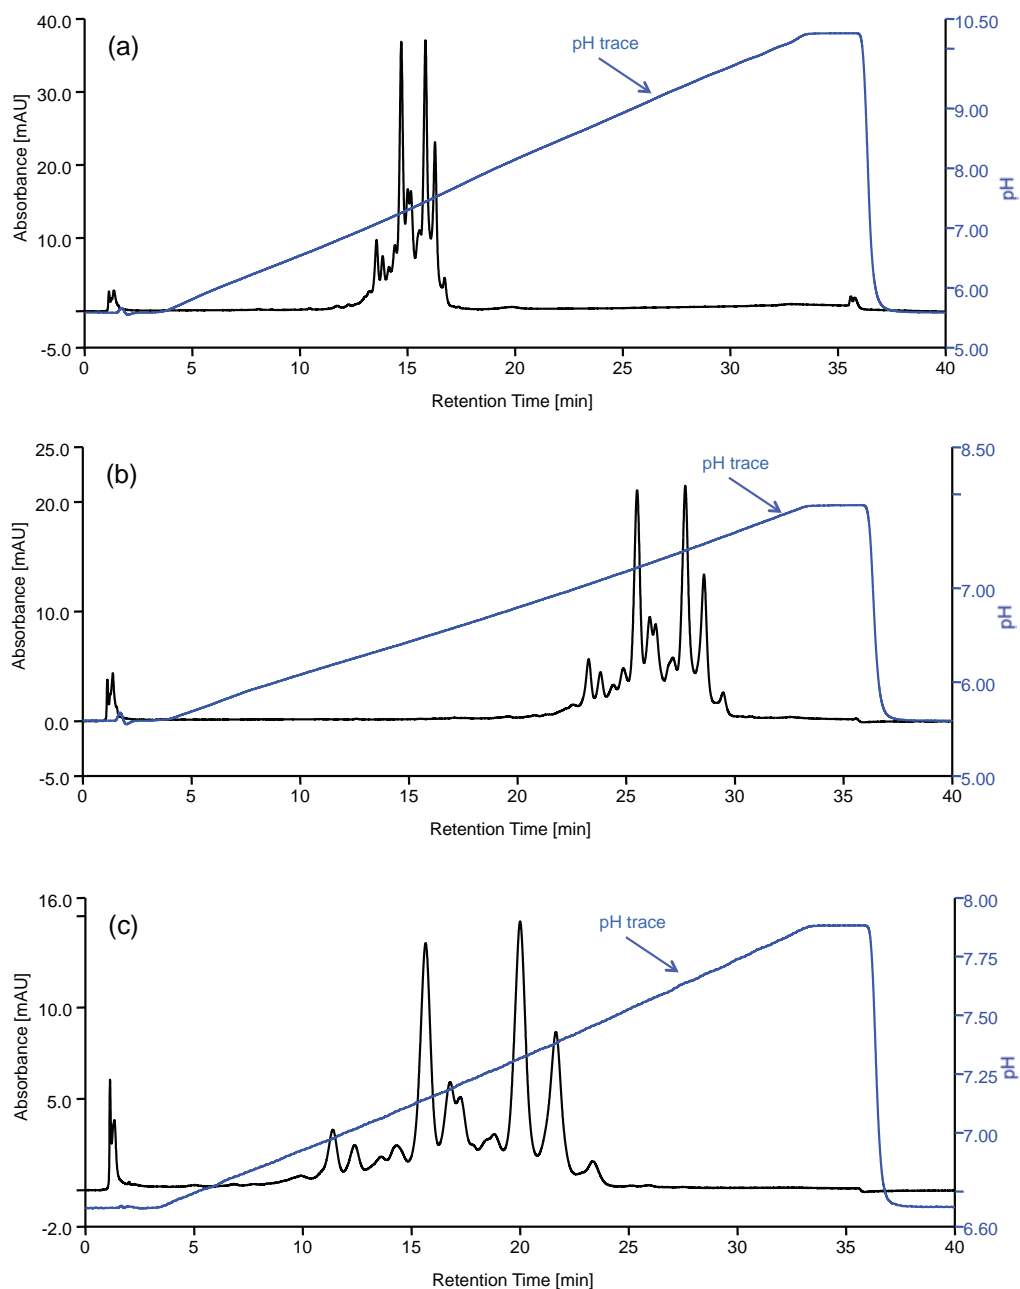 (a)
pH trace
Absorbance [mAU]
40.0
30.0
20.0
10.0
-5.0
10.50
9.00
8.00
7.00
6.00
5.00
pH
0 5 10 15 20 25 30 35 40
Retention Time [min]
(b)
pH trace
Absorbance [mAU]
25.0
20.0
10.0
0.0
-5.0
8.50
7.00
6.00
5.00
pH
0 5 10 15 20 25 30 35 40
Retention Time [min]
(c)
pH trace
Absorbance [mAU]
16.0
10.0
5.0
-2.0
8.00
7.75
7.50
7.25
7.00
6.60
pH
0 5 10 15 20 25 30 35 40
Retention Time [min]